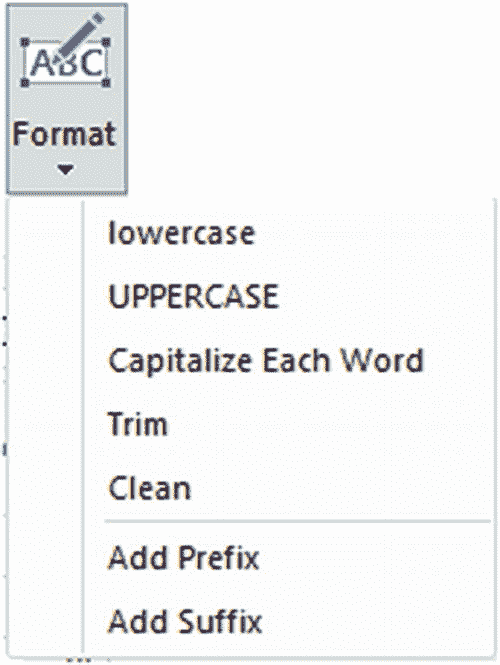 ABC
Format
lowercase
UPPERCASE
Capitalize Each Word
Trim
Clean
Add Prefix
Add Suffix